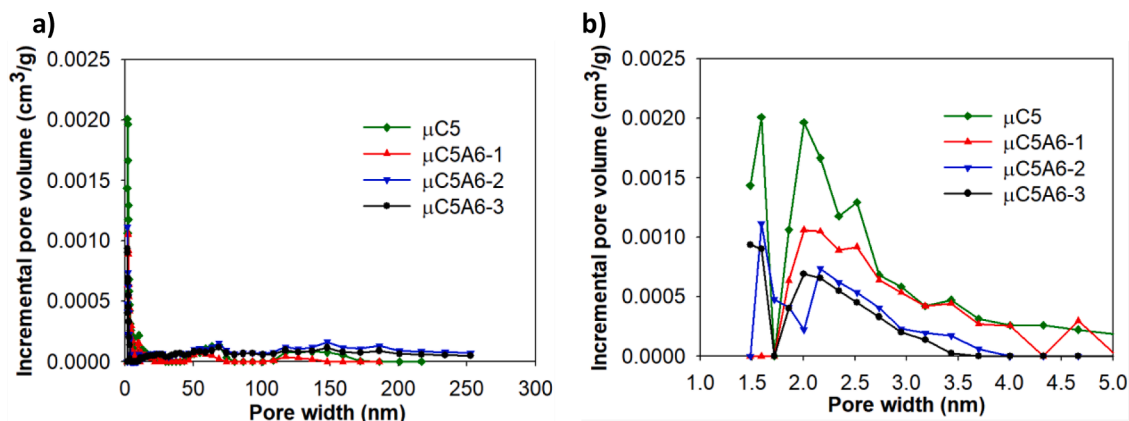 a)
Incremental pore volume (cm³/g)
0.0025
0.0020
0.0015
0.0010
0.0005
0.0000
μC5
μC5A6-1
μC5A6-2
μC5A6-3
0 50 100 150 200 250 300
Pore width (nm)
b)
Incremental pore volume (cm³/g)
0.0025
0.0020
0.0015
0.0010
0.0005
0.0000
μC5
μC5A6-1
μC5A6-2
μC5A6-3
1.0 1.5 2.0 2.5 3.0 3.5 4.0 4.5 5.0
Pore width (nm)